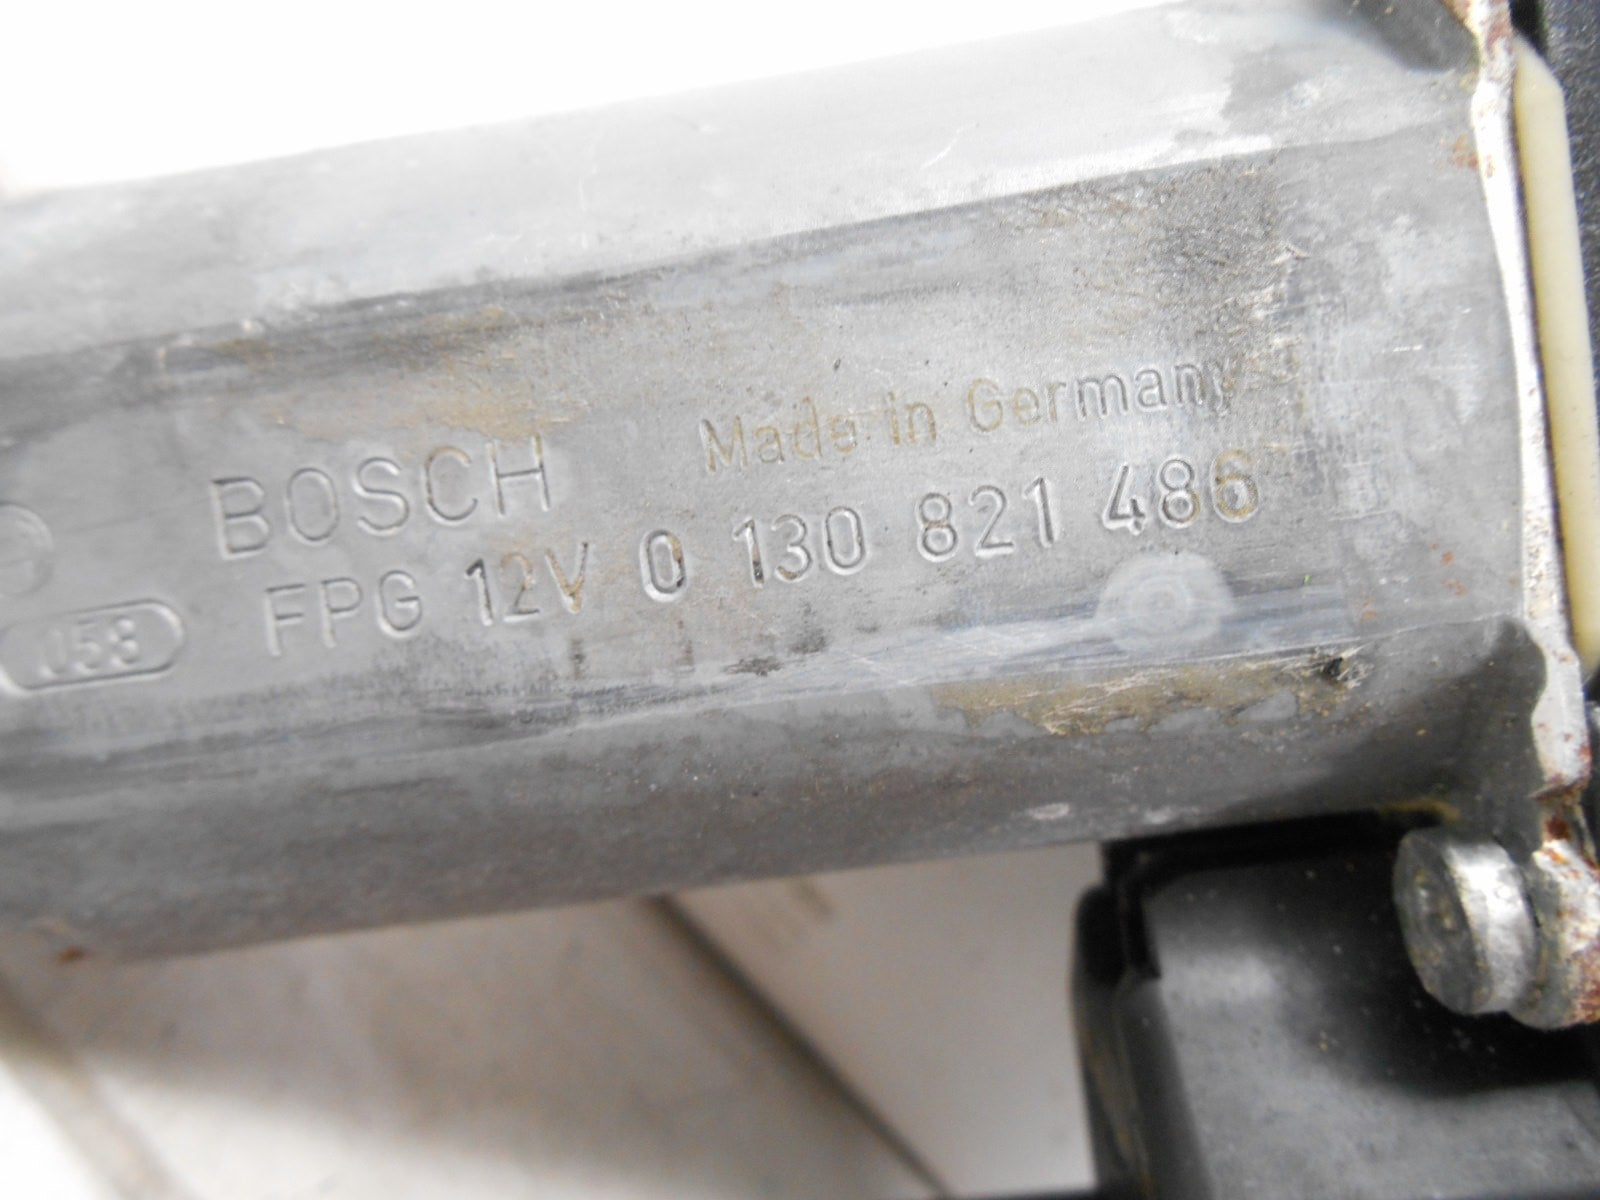 BOSCH Made in Germany
FPG 12V 0 130 821 486
058